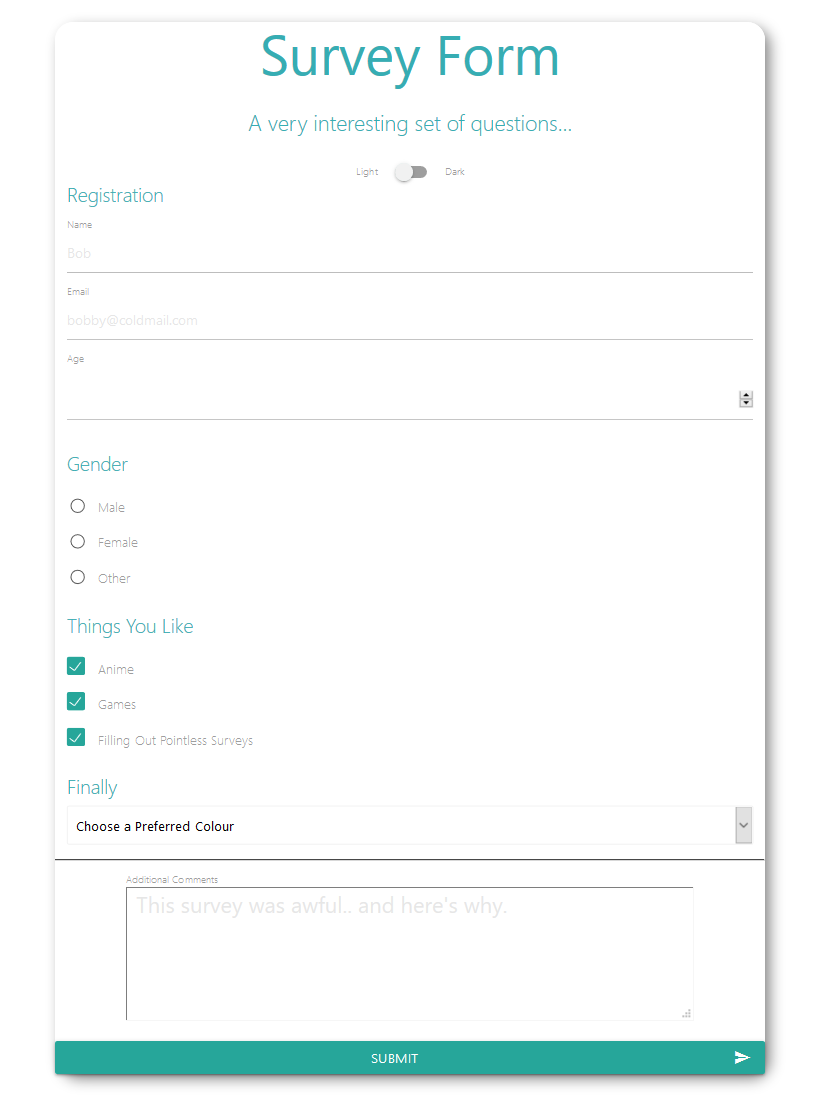 Survey Form
A very interesting set of questions...
Light Dark
Registration
Name
Bob
Email
bobby@coldmail.com
Age
Gender
Male
Female
Other
Things You Like
Anime
Games
Filling Out Pointless Surveys
Finally
Choose a Preferred Colour
Additional Comments
This survey was awful.. and here's why.
SUBMIT